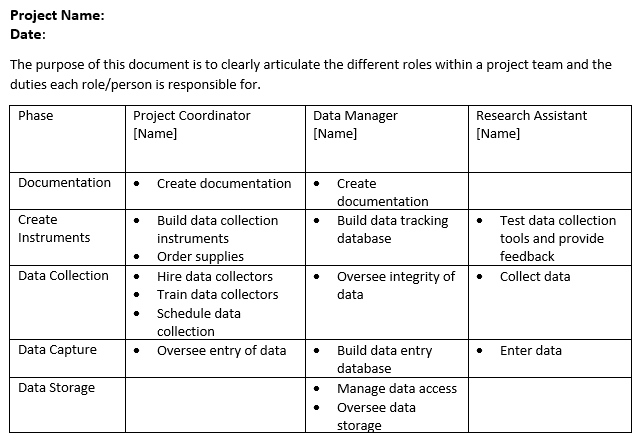 Project Name:
Date:
The purpose of this document is to clearly articulate the different roles within a project team and the
duties each role/person is responsible for.
Phase
Project Coordinator
[Name]
Data Manager
[Name]
Research Assistant
[Name]
Documentation
• Create documentation
• Create
documentation
Create
Instruments
• Build data collection
instruments
• Order supplies
• Build data tracking
database
• Test data collection
tools and provide
feedback
Data Collection
• Hire data collectors
• Train data collectors
• Schedule data
collection
• Oversee integrity of
data
• Collect data
Data Capture
• Oversee entry of data
• Build data entry
database
• Enter data
Data Storage
• Manage data access
• Oversee data
storage